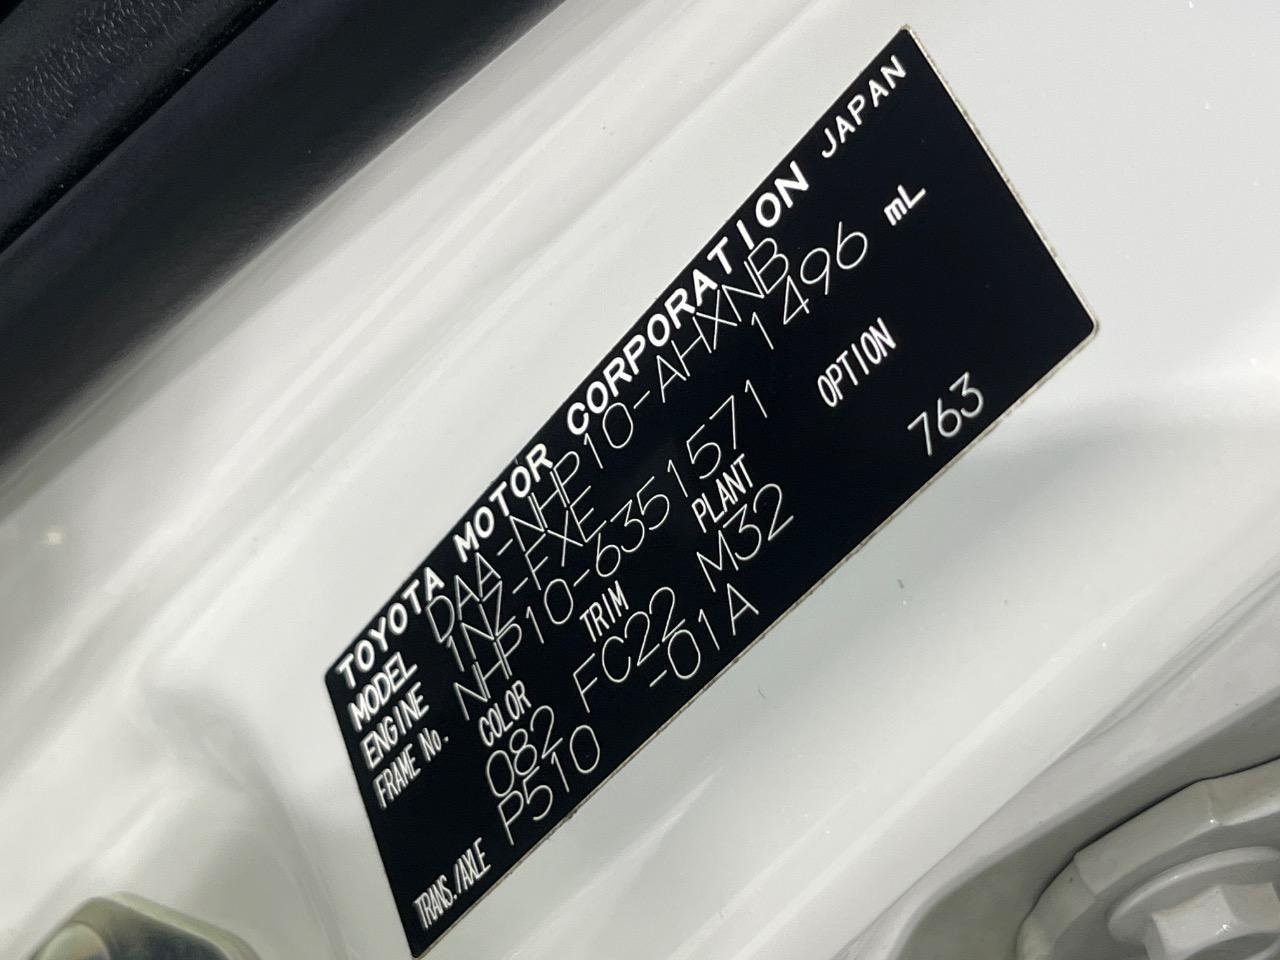 TOYOTA MOTOR CORPORATION JAPAN
MODEL DAA-NHP10-AHXNB
ENGINE 1NZ-FXE 1496 mL
FRAME No. NHP10-6351571
COLOR TRIM PLANT OPTION
082 FC22 M32 763
TRANS./AXLE P510 -01A